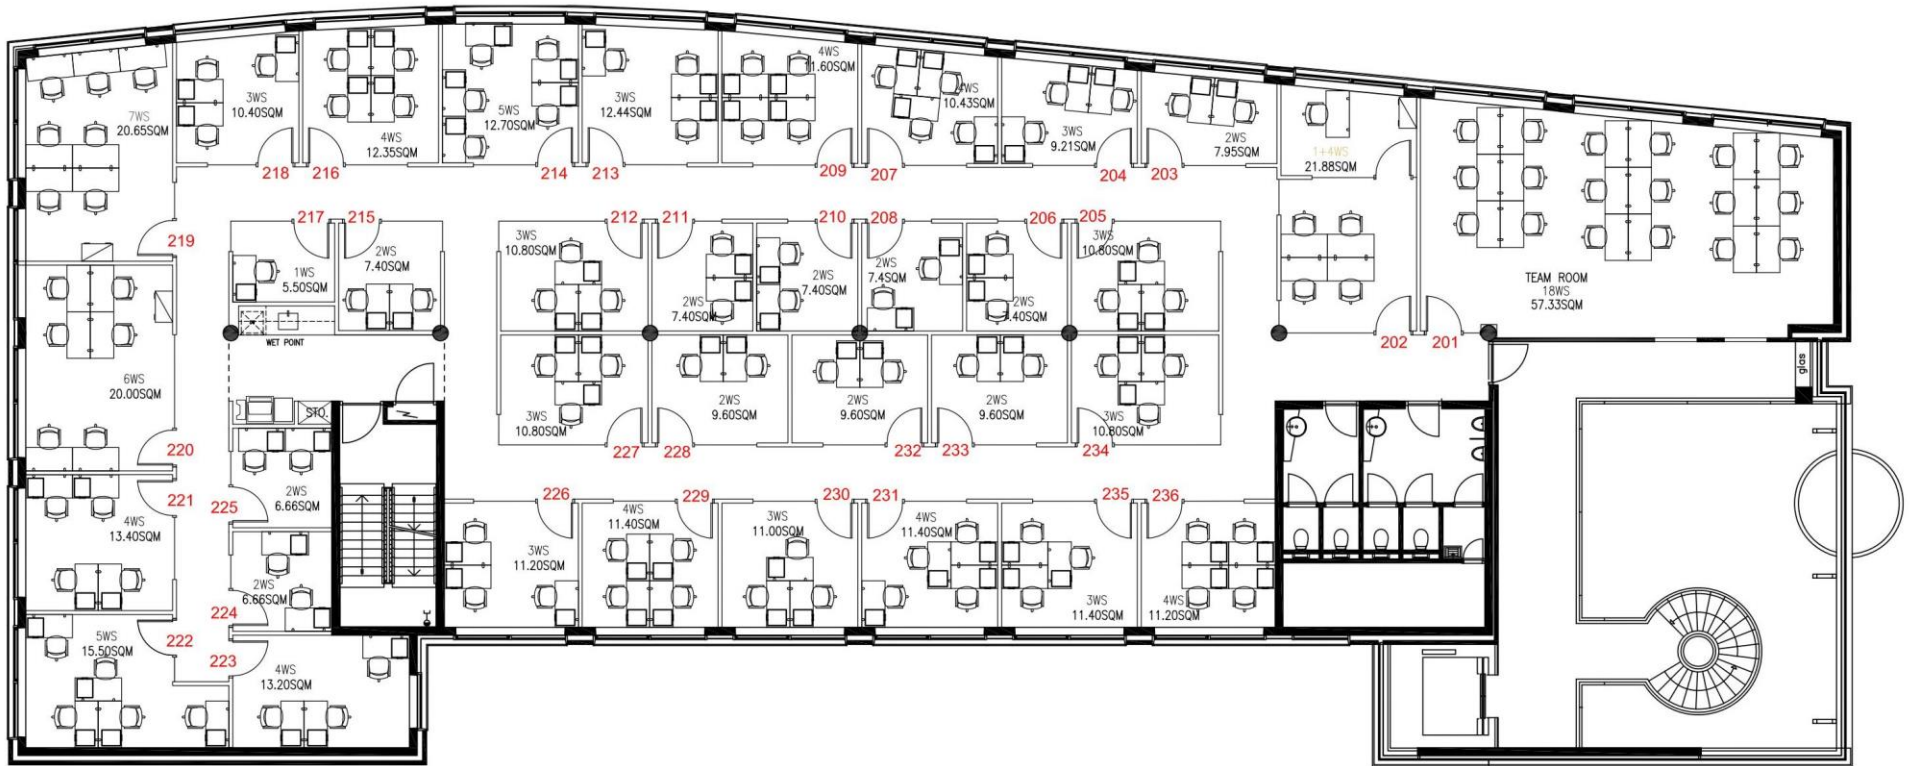 7WS
20.65SQM
3WS
10.40SQM
4WS
12.35SQM
5WS
12.70SQM
3WS
12.44SQM
4WS
11.60SQM
4WS
10.43SQM
3WS
9.21SQM
2WS
7.95SQM
1+4WS
21.88SQM
TEAM ROOM
18WS
57.33SQM
218
216
214
213
209
207
204
203
217
215
212
211
210
208
206
205
219
1WS
5.50SQM
2WS
7.40SQM
3WS
10.80SQM
2WS
7.40SQM
2WS
7.40SQM
2WS
7.4SQM
2WS
7.40SQM
3WS
10.80SQM
WET POINT
202
201
glas
6WS
20.00SQM
STO.
3WS
10.80SQM
2WS
9.60SQM
2WS
9.60SQM
2WS
9.60SQM
3WS
10.80SQM
220
227
228
232
233
234
221
225
2WS
6.66SQM
226
229
230
231
235
236
4WS
13.40SQM
3WS
11.20SQM
4WS
11.40SQM
3WS
11.00SQM
4WS
11.40SQM
3WS
11.40SQM
4WS
11.20SQM
2WS
6.66SQM
224
222
223
5WS
15.50SQM
4WS
13.20SQM